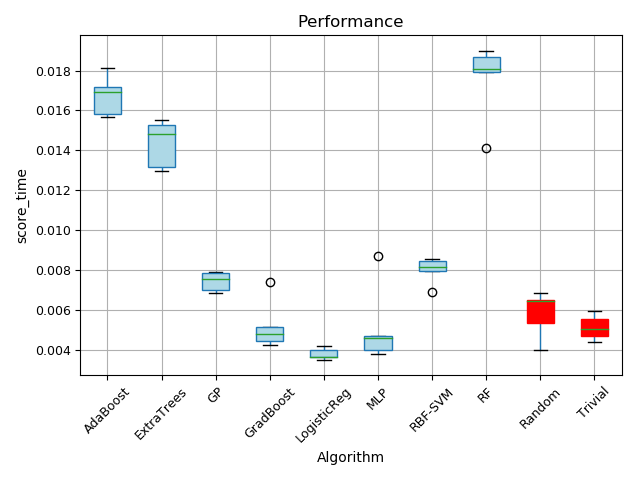 Performance
score_time
0.018
0.016
0.014
0.012
0.010
0.008
0.006
0.004
AdaBoost
ExtraTrees
GP
GradBoost
LogisticReg
MLP
RBF-SVM
RF
Random
Trivial
Algorithm